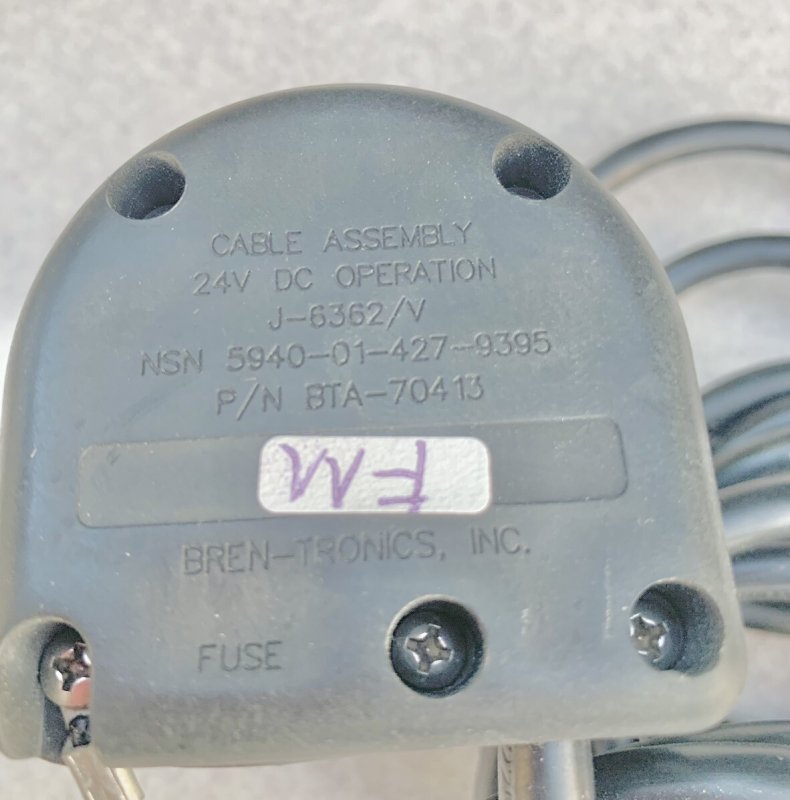 CABLE ASSEMBLY
24V DC OPERATION
J-6362/V
NSN 5940-01-427-9395
P/N BTA-70413
FM
BREN-TRONICS, INC.
FUSE